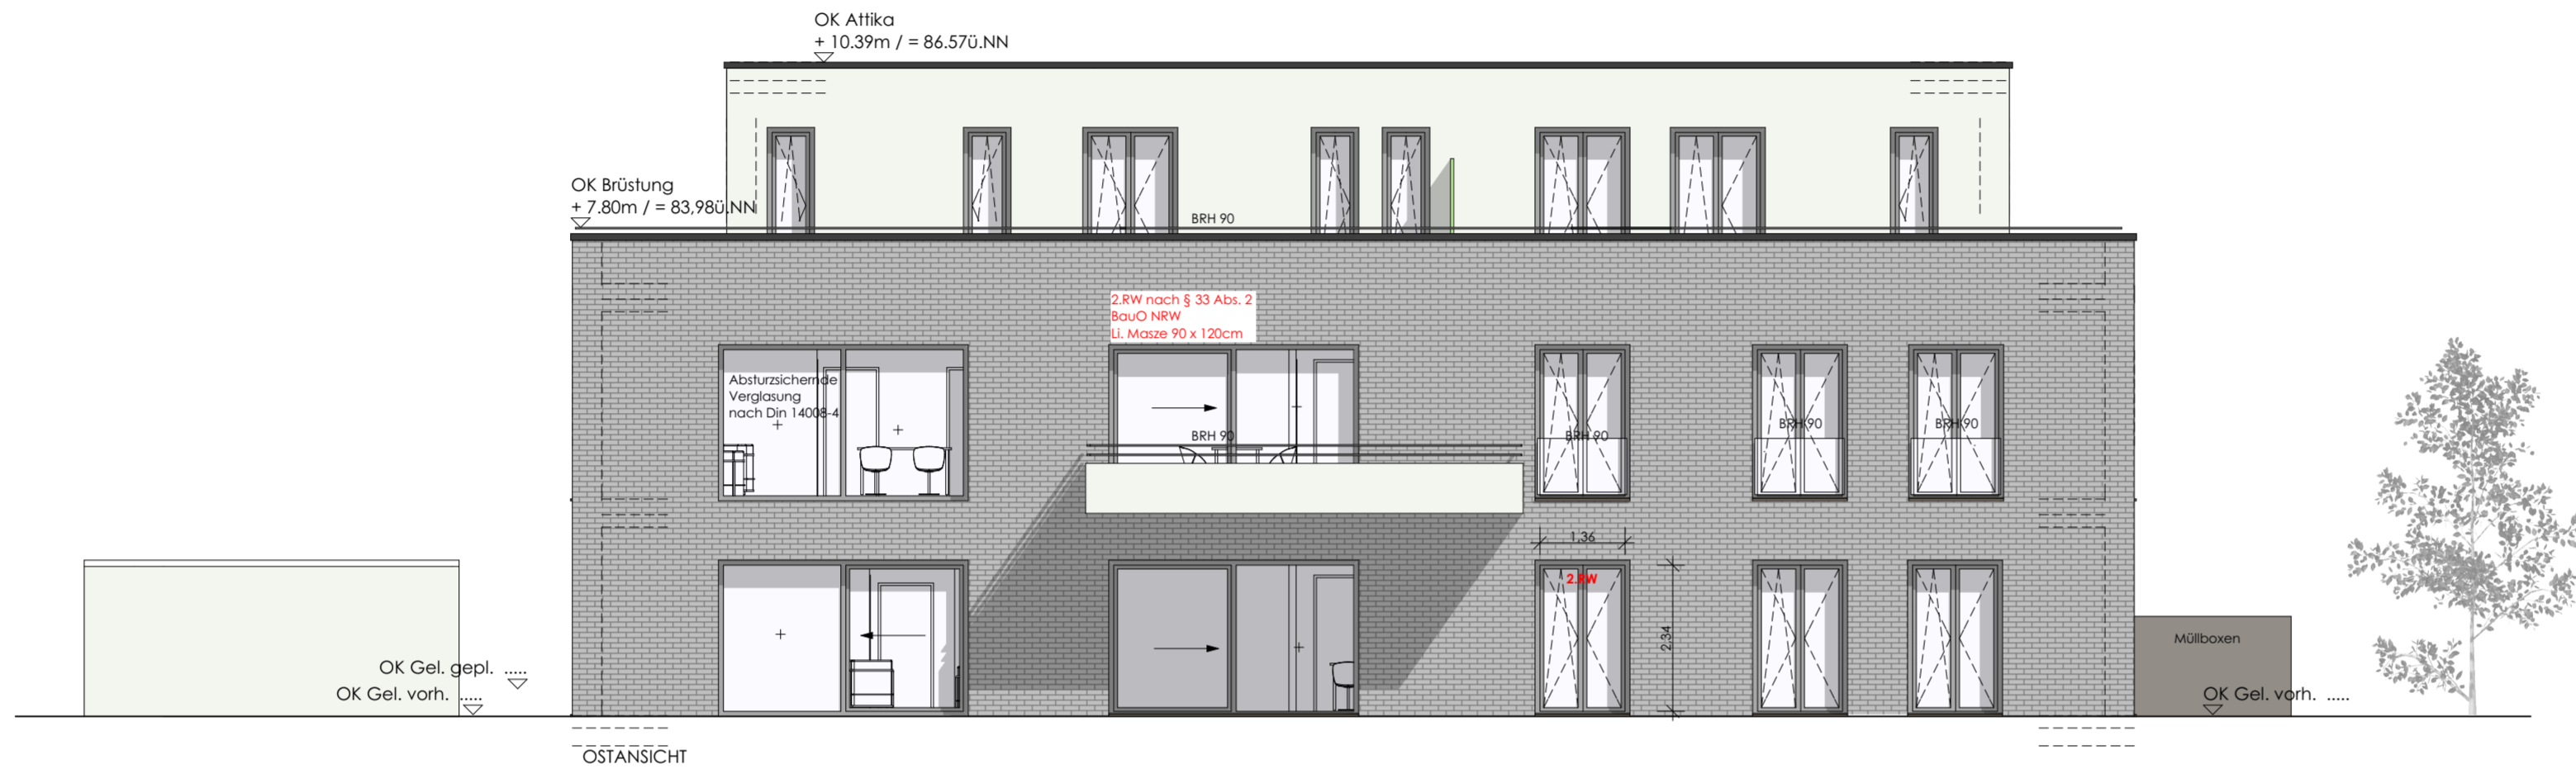 OK Attika
+ 10.39m / = 86.57ü.NN
OK Brüstung
+ 7.80m / = 83,98ü.NN
BRH 90
2.RW nach § 33 Abs. 2
BauO NRW
Li. Masze 90 x 120cm
Absturzsichernde
Verglasung
nach Din 14008-4
BRH 90
BRH 90
BRH 90
BRH 90
1,36
2.RW
2,34
Müllboxen
OK Gel. gepl. .....
OK Gel. vorh. .....
OK Gel. vorh. .....
OSTANSICHT